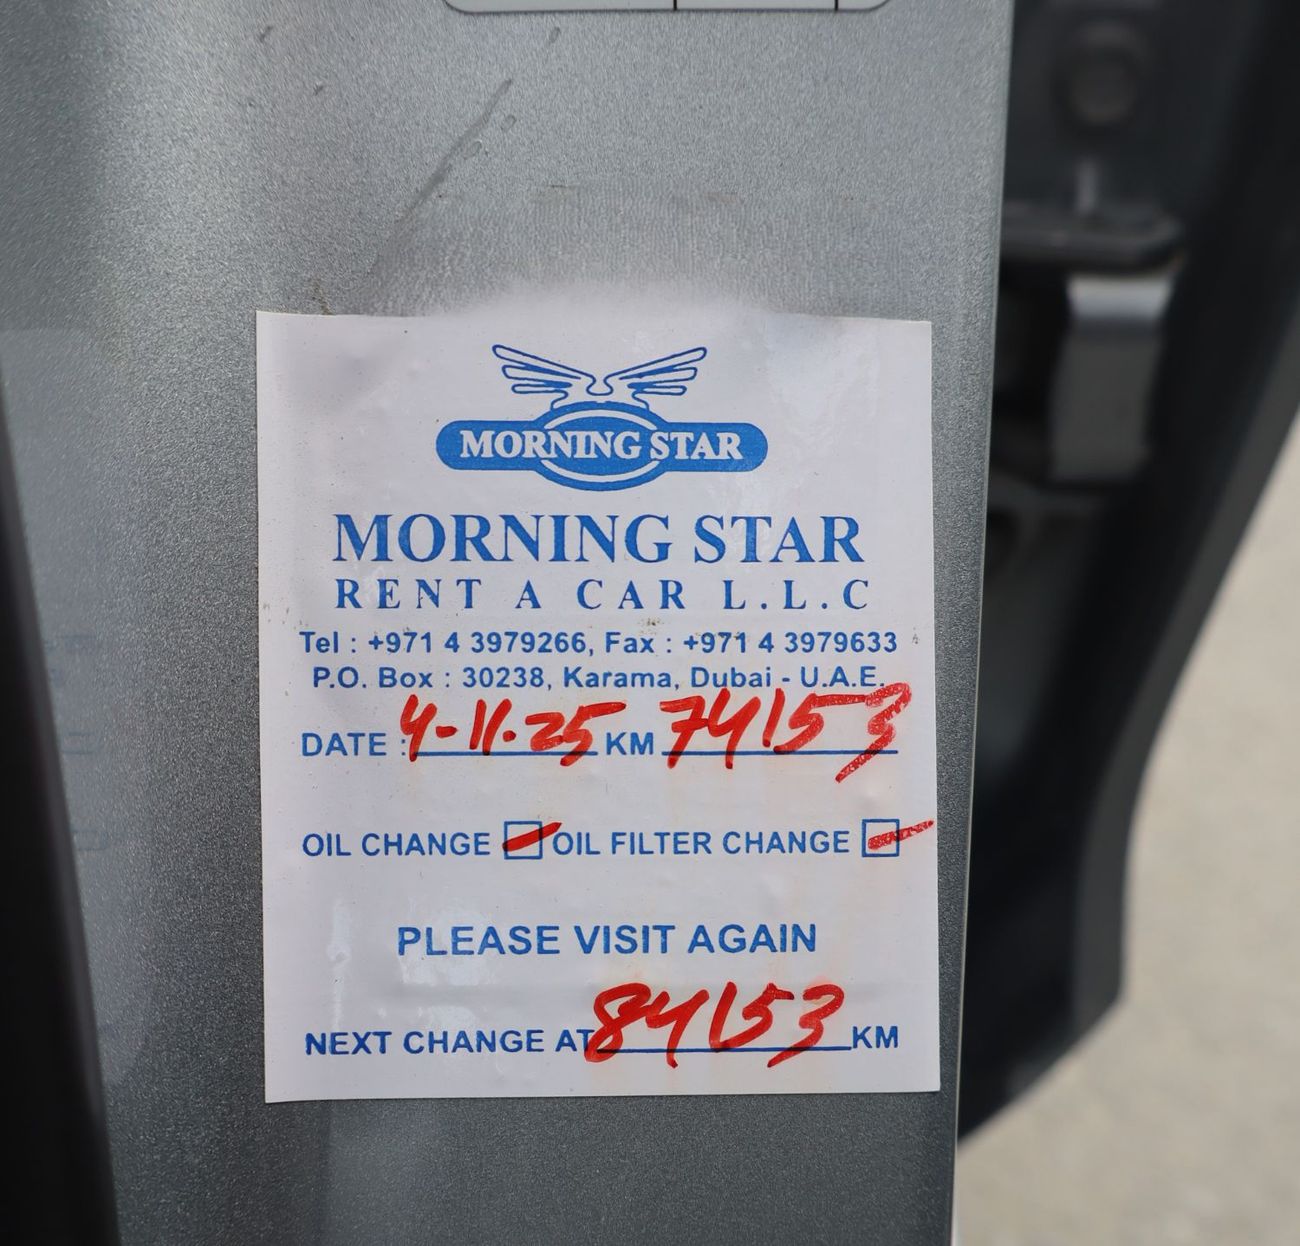 MORNING STAR
MORNING STAR
RENT A CAR L.L.C
Tel : +971 4 3979266, Fax : +971 4 3979633
P.O. Box : 30238, Karama, Dubai - U.A.E.
DATE : 4-11-25 KM 74153
OIL CHANGE OIL FILTER CHANGE
PLEASE VISIT AGAIN
NEXT CHANGE AT 84153 KM